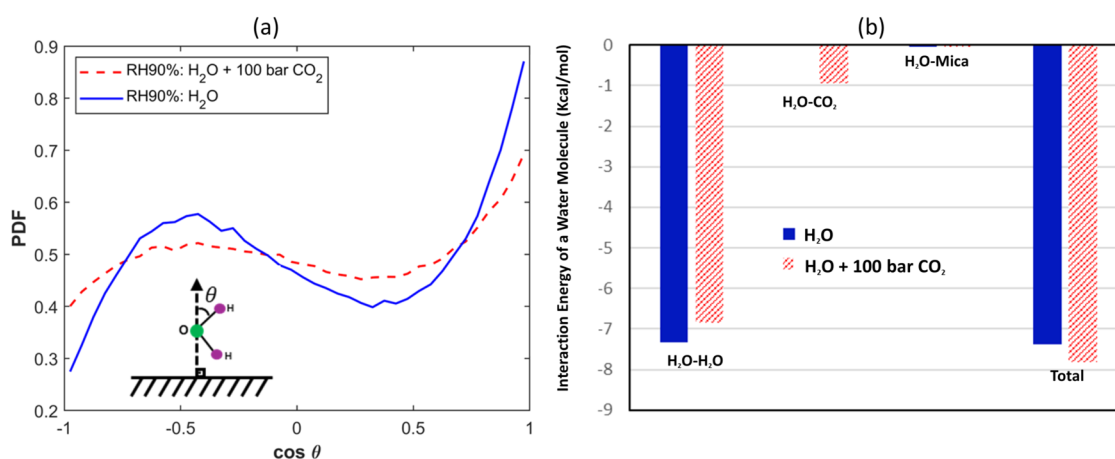 (a)
0.9
0.8
0.7
0.6
0.5
0.4
0.3
0.2
PDF
RH90%: H₂O + 100 bar CO₂
RH90%: H₂O
θ
H
O
H
-1
-0.5
0
0.5
1
cos θ
(b)
Interaction Energy of a Water Molecule (Kcal/mol)
0
-1
-2
-3
-4
-5
-6
-7
-8
-9
H₂O-Mica
H₂O-CO₂
H₂O
H₂O + 100 bar CO₂
H₂O-H₂O
Total